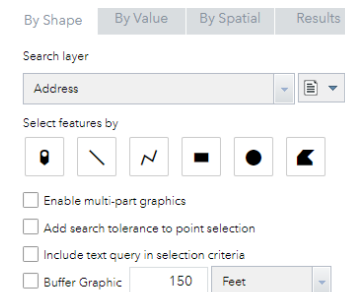 By Shape By Value By Spatial Results
Search layer
Address
Select features by
Enable multi-part graphics
Add search tolerance to point selection
Include text query in selection criteria
Buffer Graphic 150 Feet